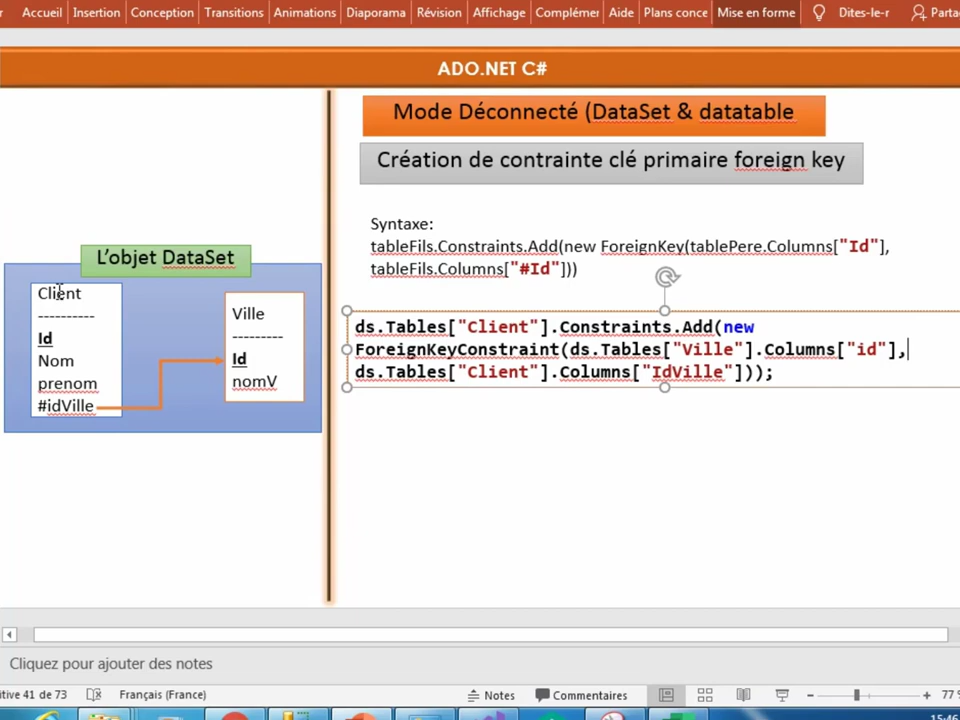 Accueil Insertion Conception Transitions Animations Diaporama Révision Affichage Complémer Aide Plans conce Mise en forme Dites-le-r Parta
ADO.NET C#
Mode Déconnecté (DataSet & datatable
Création de contrainte clé primaire foreign key
Syntaxe:
tableFils.Constraints.Add(new ForeignKey(tablePere.Columns["Id"],
tableFils.Columns["#Id"]))
L'objet DataSet
Client
----------
Id
Nom
prenom
#idVille
Ville
---------
Id
nomV
ds.Tables["Client"].Constraints.Add(new
ForeignKeyConstraint(ds.Tables["Ville"].Columns["id"],
ds.Tables["Client"].Columns["IdVille"]));
Cliquez pour ajouter des notes
itive 41 de 73 Français (France) Notes Commentaires 77 %